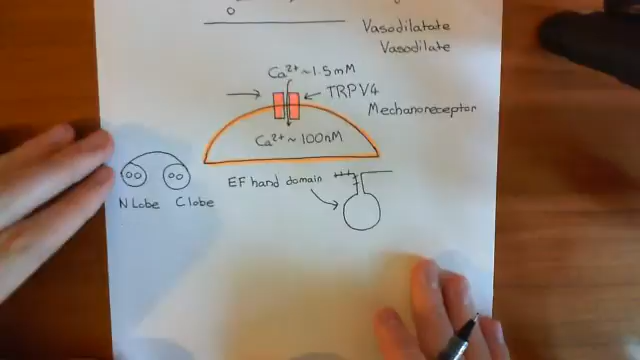 Vasodilatate
Vasodilate
Ca²⁺ ~ 1.5mM
TRPV4
Mechanoreceptor
Ca²⁺ ~ 100nM
EF hand domain
N Lobe C lobe